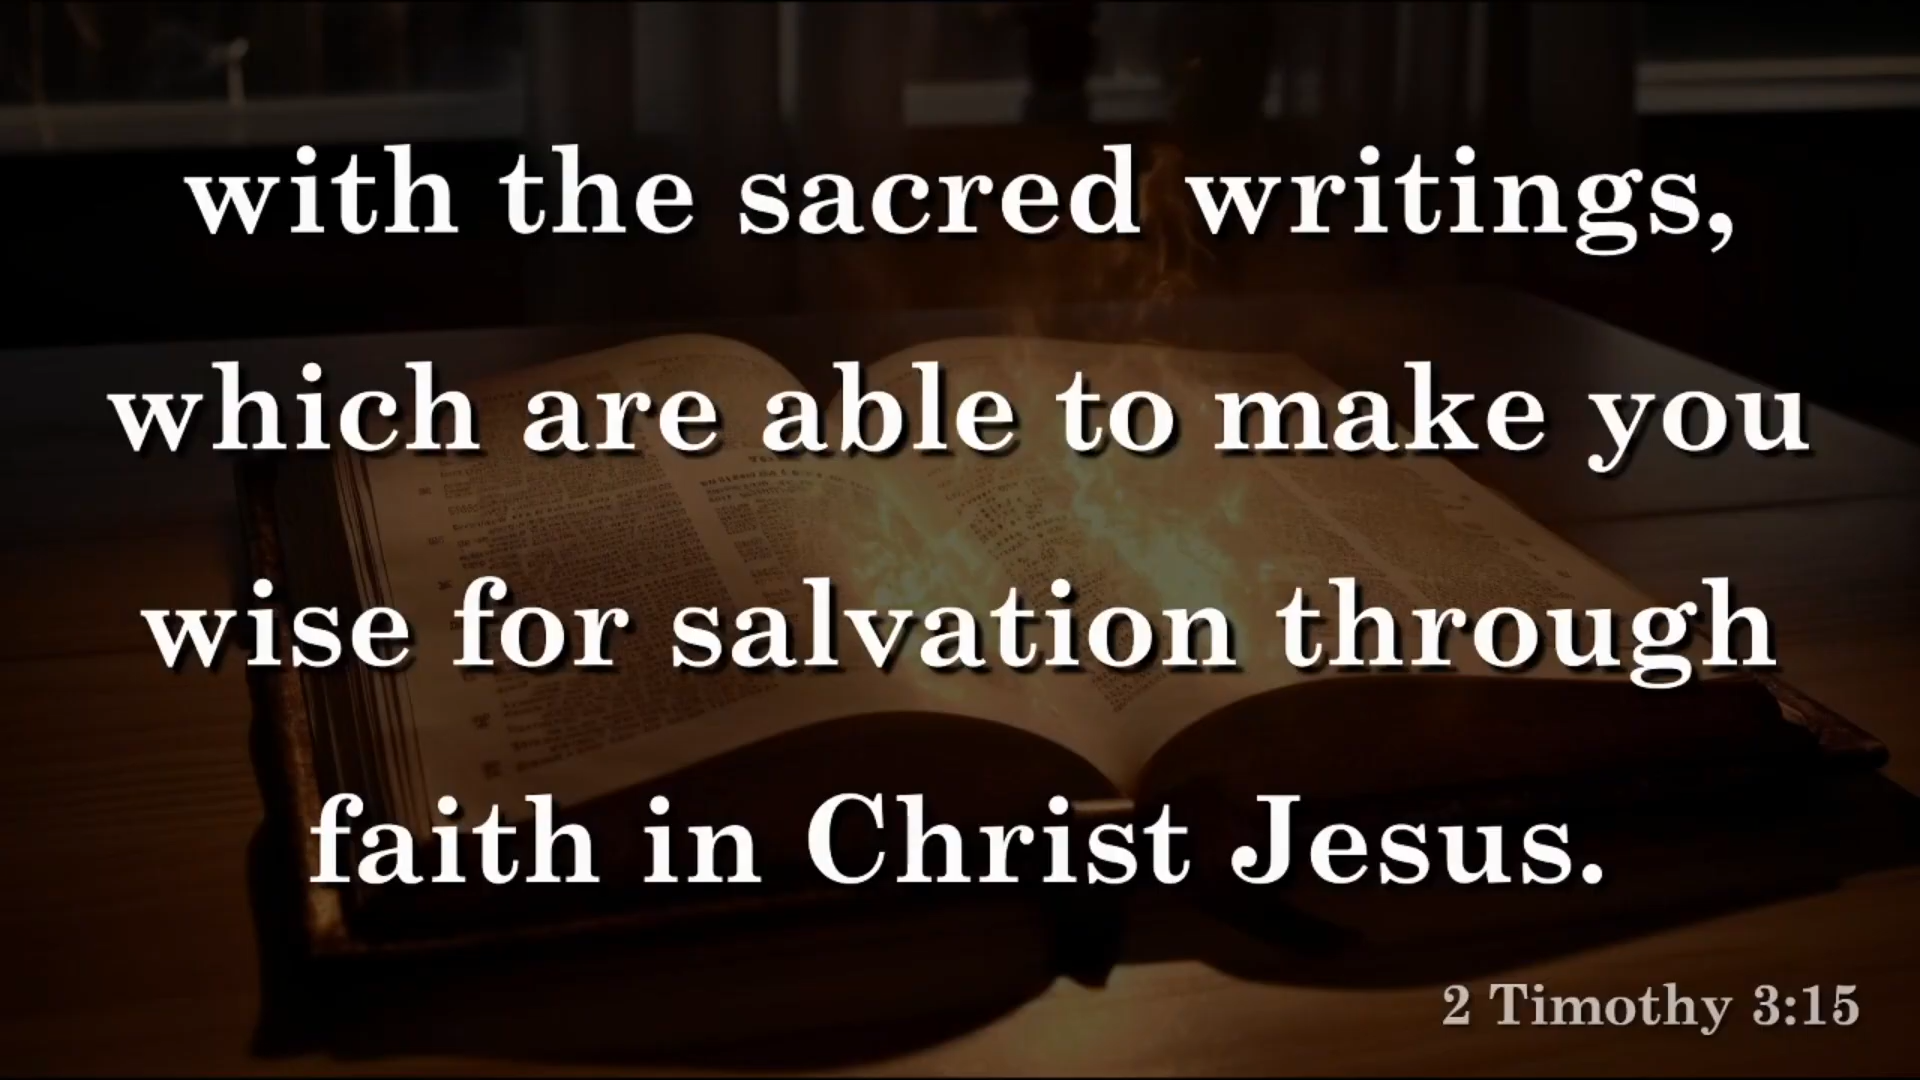 with the sacred writings,
which are able to make you
wise for salvation through
faith in Christ Jesus.
2 Timothy 3:15